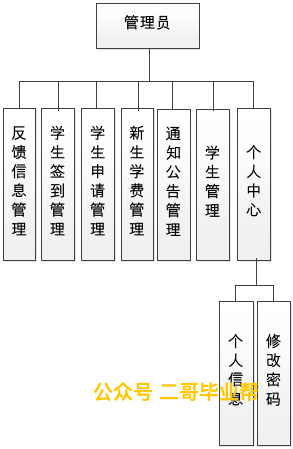 管理员
反馈信息管理
学生签到管理
学生申请管理
新生学费管理
通知公告管理
学生管理
个人中心
个人信息
修改密码
公众号 二哥毕业帮